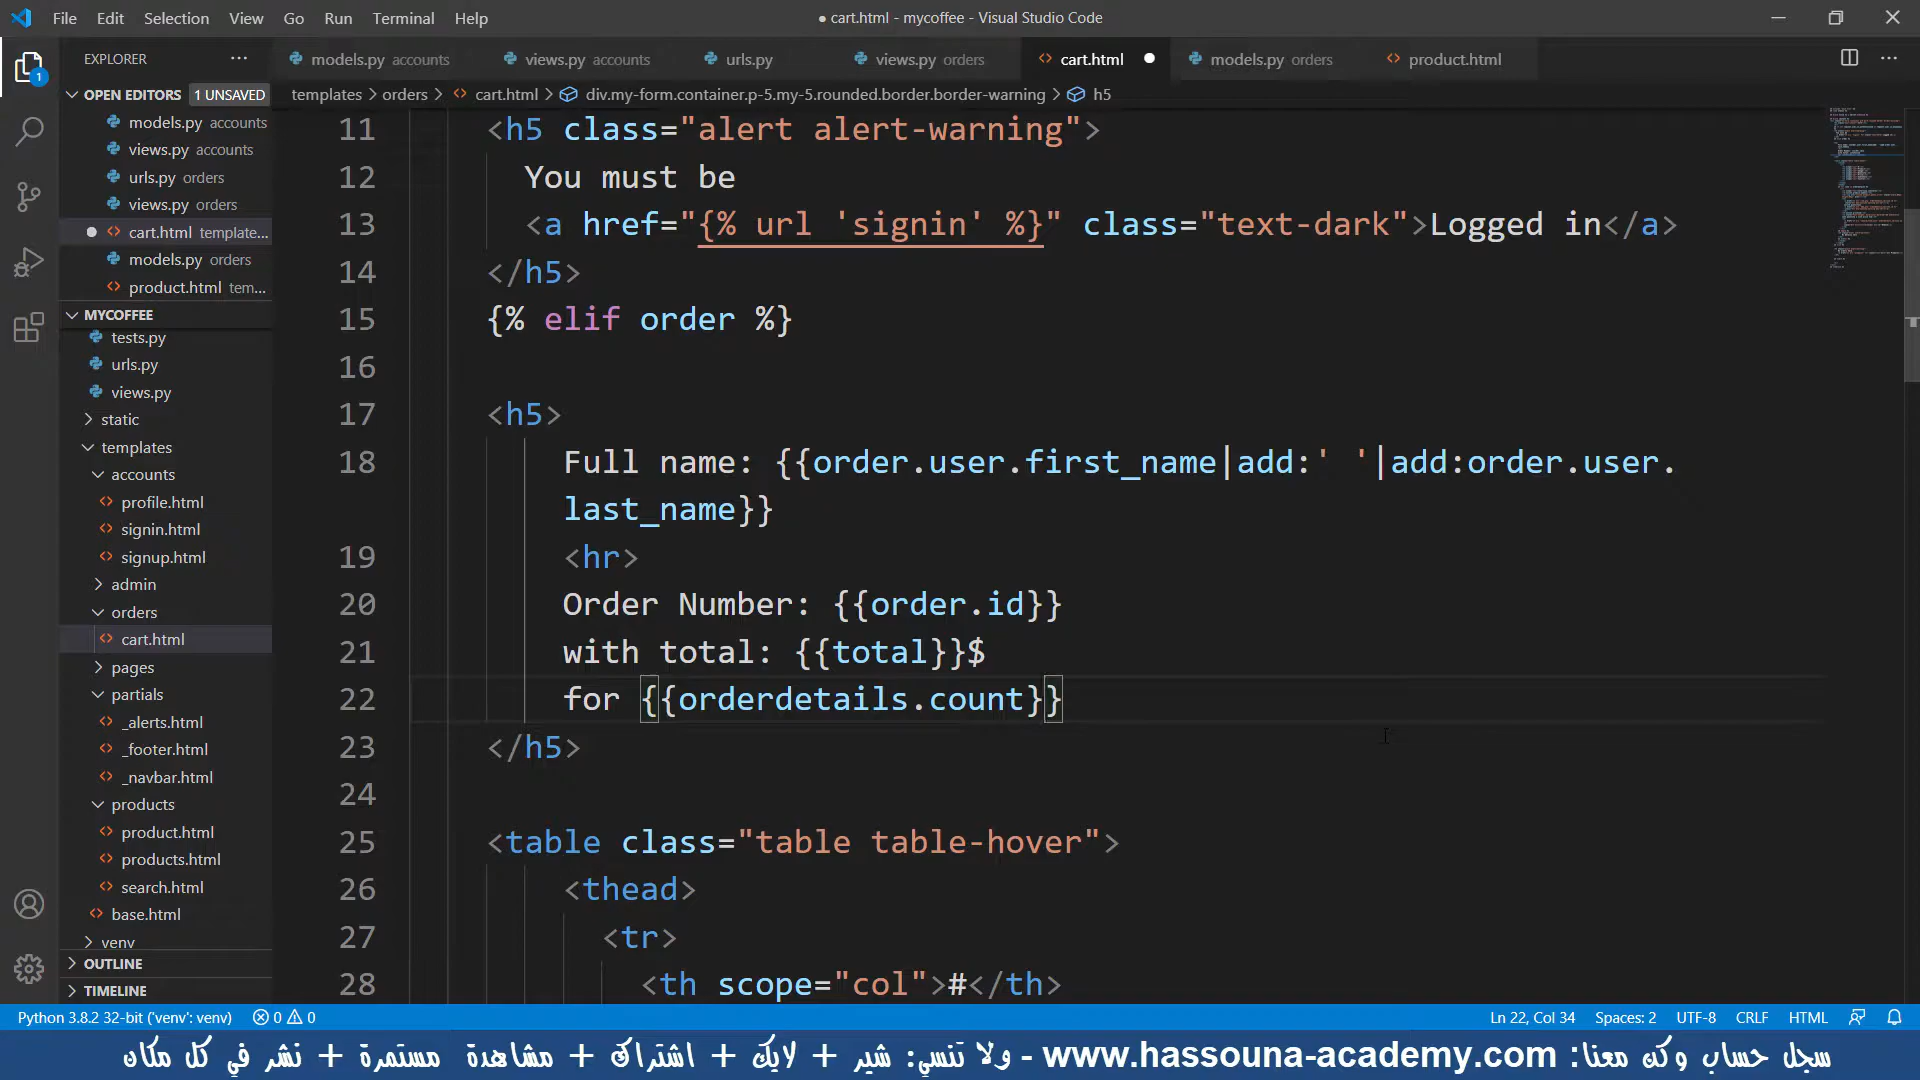 File Edit Selection View Go Run Terminal Help
● cart.html - mycoffee - Visual Studio Code
EXPLORER
models.py accounts
views.py accounts
urls.py
views.py orders
cart.html
models.py orders
product.html
templates > orders > cart.html > div.my-form.container.p-5.my-5.rounded.border.border-warning > h5
OPEN EDITORS 1 UNSAVED
models.py accounts
views.py accounts
urls.py orders
views.py orders
cart.html template...
models.py orders
product.html tem...
MYCOFFEE
tests.py
urls.py
views.py
static
templates
accounts
profile.html
signin.html
signup.html
admin
orders
cart.html
pages
partials
_alerts.html
_footer.html
_navbar.html
products
product.html
products.html
search.html
base.html
venv
OUTLINE
TIMELINE
11 <h5 class="alert alert-warning">
12 You must be
13 <a href="{% url 'signin' %}" class="text-dark">Logged in</a>
14 </h5>
15 {% elif order %}
16
17 <h5>
18 Full name: {{order.user.first_name|add:' '|add:order.user.
last_name}}
19 <hr>
20 Order Number: {{order.id}}
21 with total: {{total}}$
22 for {{orderdetails.count}}
23 </h5>
24
25 <table class="table table-hover">
26 <thead>
27 <tr>
28 <th scope="col">#</th>
1
Python 3.8.2 32-bit ('venv': venv) 0 0
Ln 22, Col 34 Spaces: 2 UTF-8 CRLF HTML
سجل حساب وكن معنا: www.hassouna-academy.com - ولا تنسى: شير + لايك + اشتراك + مشاهدة مستمرة + نشر في كل مكان